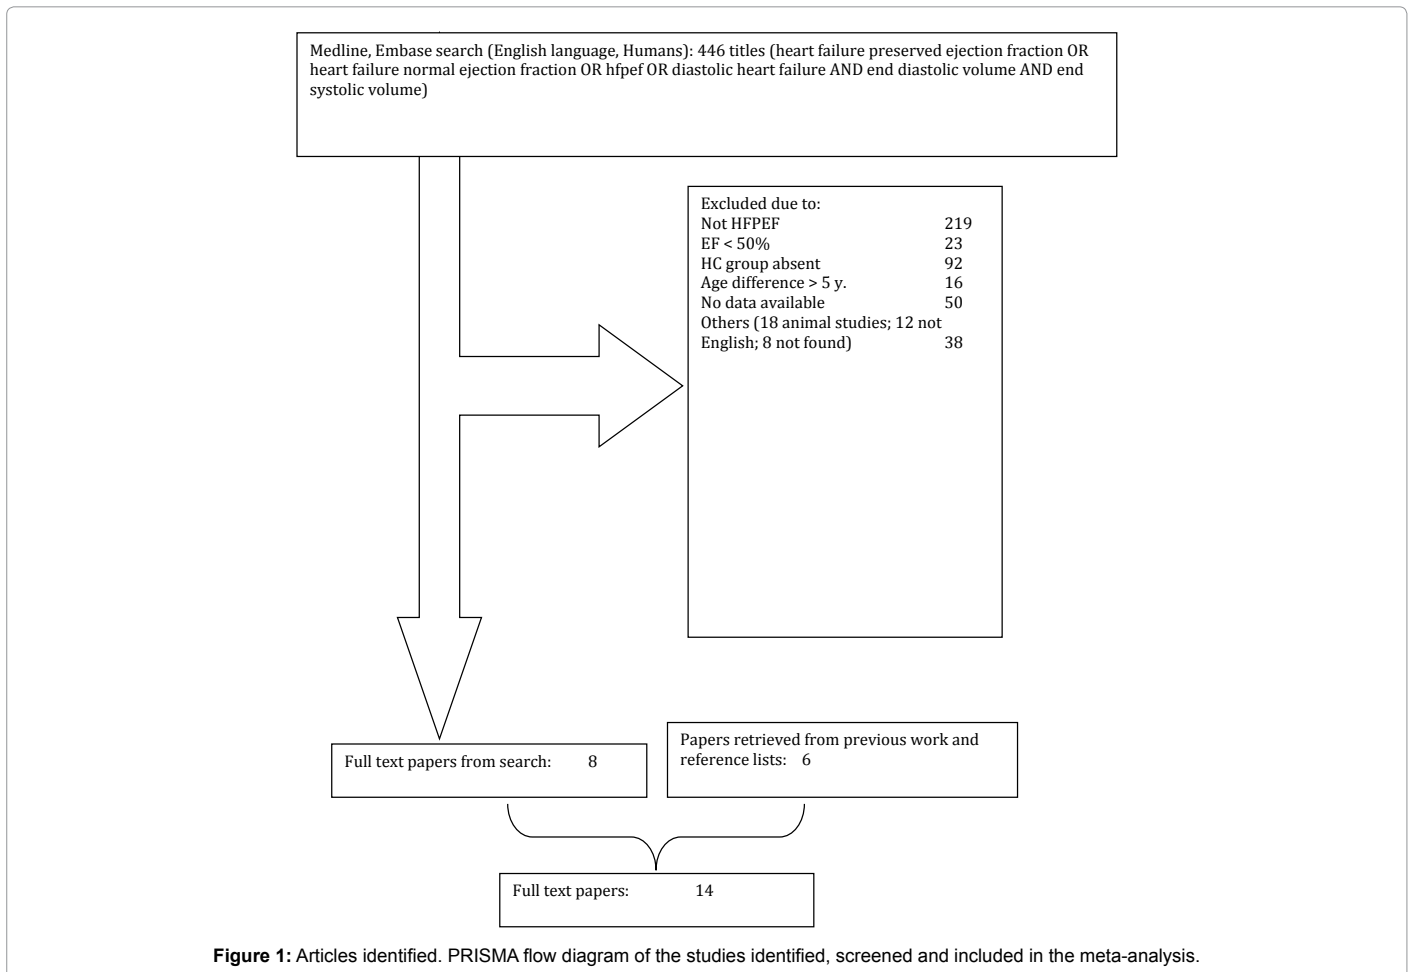 Medline, Embase search (English language, Humans): 446 titles (heart failure preserved ejection fraction OR
heart failure normal ejection fraction OR hfpef OR diastolic heart failure AND end diastolic volume AND end
systolic volume)
Excluded due to:
Not HFPEF 219
EF < 50% 23
HC group absent 92
Age difference > 5 y. 16
No data available 50
Others (18 animal studies; 12 not
English; 8 not found) 38
Full text papers from search: 8
Papers retrieved from previous work and
reference lists: 6
Full text papers: 14
Figure 1: Articles identified. PRISMA flow diagram of the studies identified, screened and included in the meta-analysis.